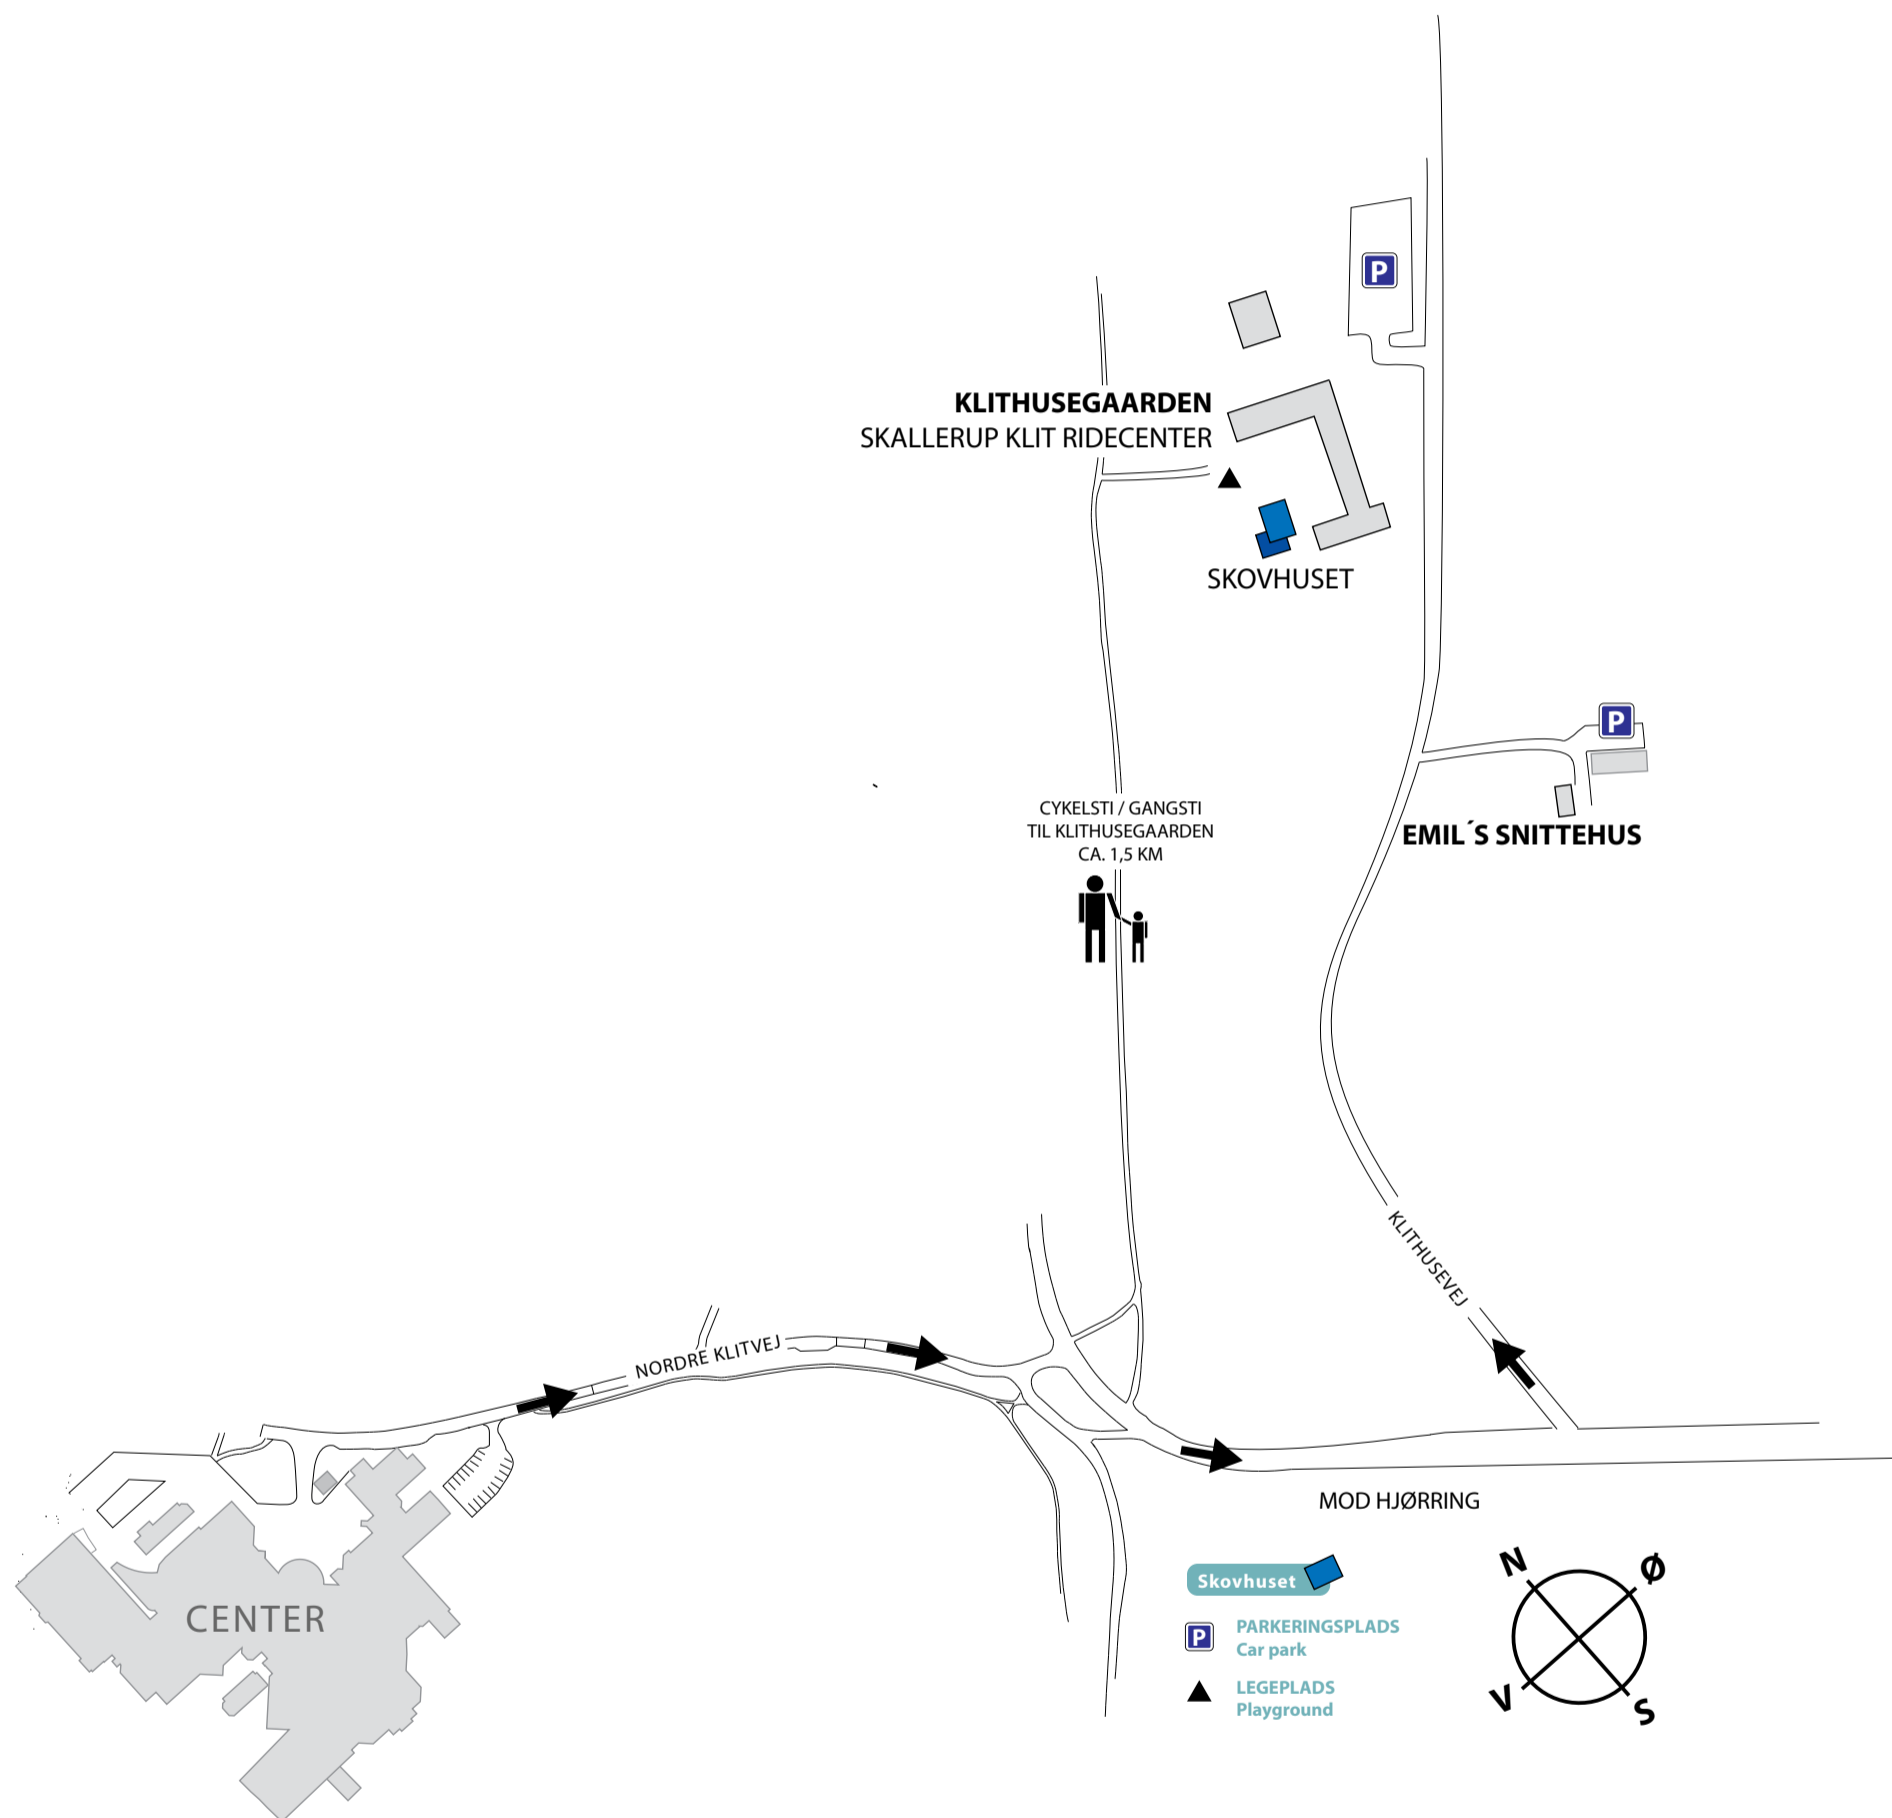 P
KLITHUSEGAARDEN
SKALLERUP KLIT RIDECENTER
SKOVHUSET
P
CYKELSTI / GANGSTI
TIL KLITHUSEGAARDEN
CA. 1,5 KM
EMIL´S SNITTEHUS
KLITHUSEVEJ
NORDRE KLITVEJ
MOD HJØRRING
CENTER
Skovhuset
P PARKERINGSPLADS
Car park
LEGEPLADS
Playground
N Ø
V S